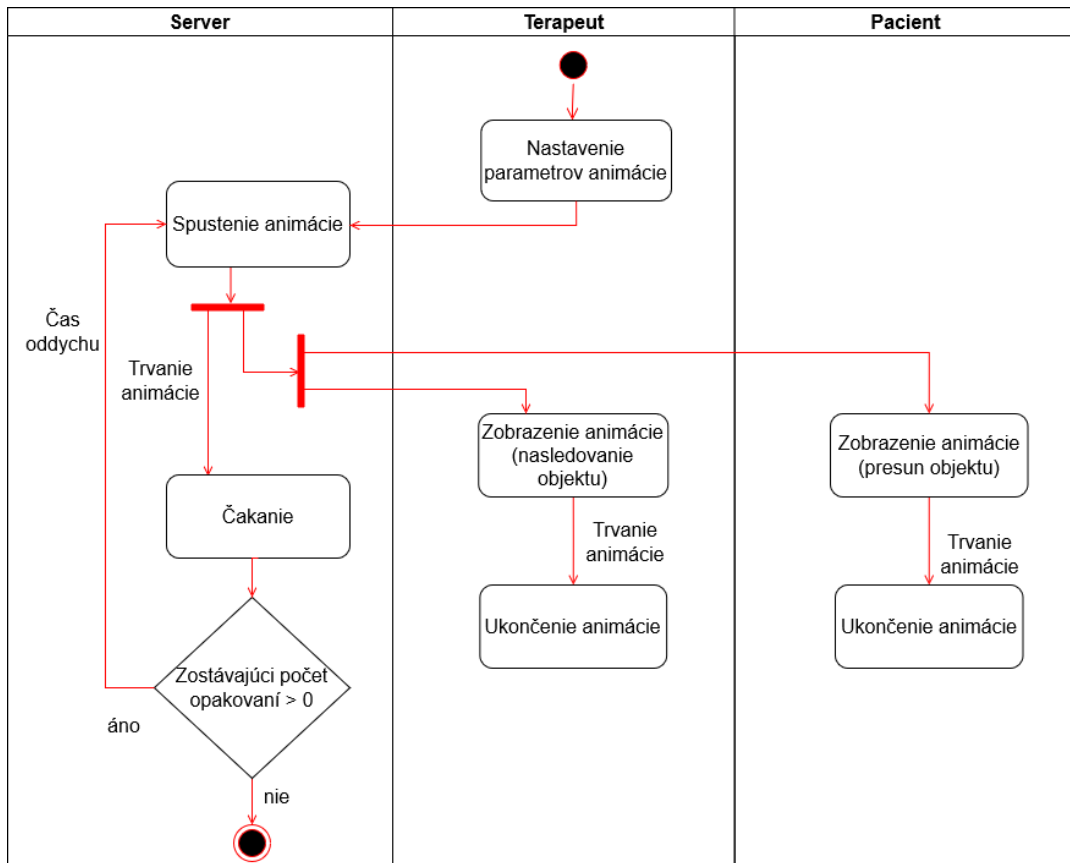 Server
Terapeut
Pacient
Nastavenie
parametrov animácie
Spustenie animácie
Čas
oddychu
Trvanie
animácie
Zobrazenie animácie
(nasledovanie
objektu)
Zobrazenie animácie
(presun objektu)
Čakanie
Trvanie
animácie
Trvanie
animácie
Ukončenie animácie
Ukončenie animácie
Zostávajúci počet
opakovaní > 0
áno
nie